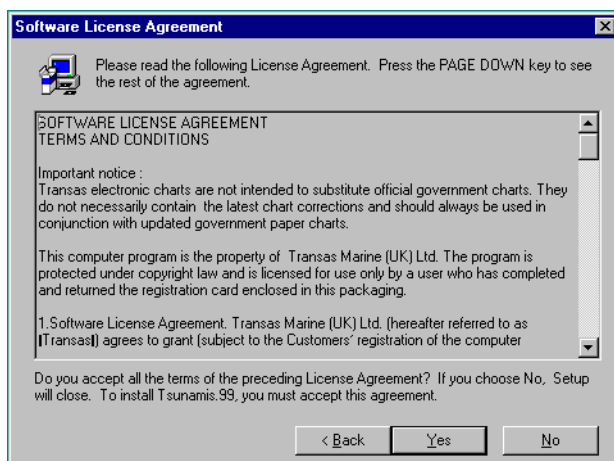 Software License Agreement
Please read the following License Agreement. Press the PAGE DOWN key to see
the rest of the agreement.
SOFTWARE LICENSE AGREEMENT
TERMS AND CONDITIONS
Important notice :
Transas electronic charts are not intended to substitute official government charts. They
do not necessarily contain the latest chart corrections and should always be used in
conjunction with updated government paper charts.
This computer program is the property of Transas Marine (UK) Ltd. The program is
protected under copyright law and is licensed for use only by a user who has completed
and returned the registration card enclosed in this packaging.
1.Software License Agreement. Transas Marine (UK) Ltd. (hereafter referred to as
|Transas|) agrees to grant (subject to the Customers´ registration of the computer
Do you accept all the terms of the preceding License Agreement? If you choose No, Setup
will close. To install Tsunamis.99, you must accept this agreement.
< Back
Yes
No